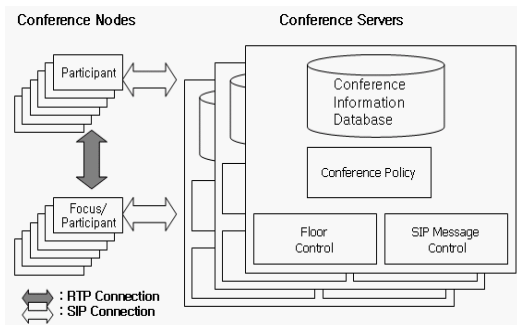 Conference Nodes
Conference Servers
Participant
Conference
Information
Database
Conference Policy
Focus/
Participant
Floor
Control
SIP Message
Control
: RTP Connection
: SIP Connection